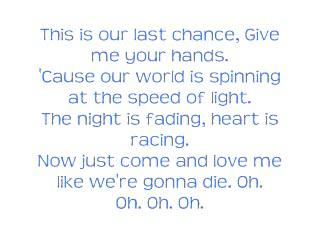 This is our last chance, Give
me your hands.
'Cause our world is spinning
at the speed of light.
The night is fading, heart is
racing.
Now just come and love me
like we're gonna die. Oh.
Oh. Oh. Oh.